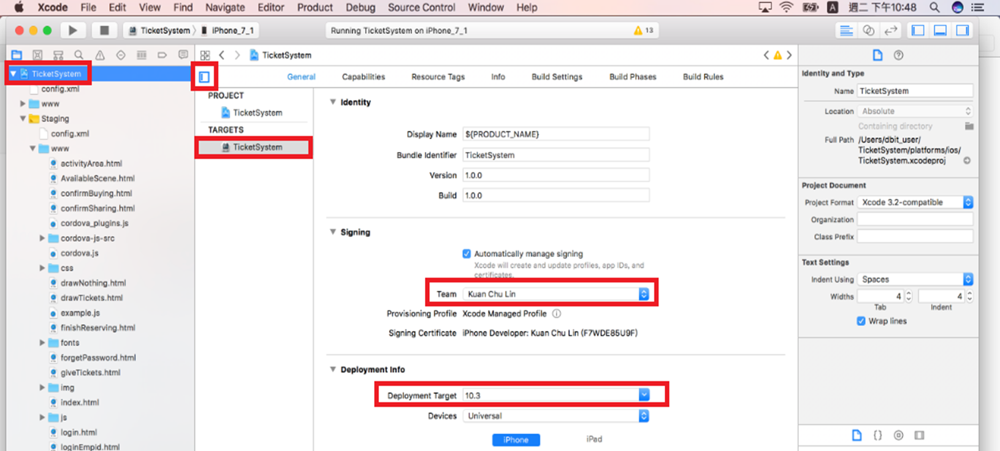 Xcode File Edit View Find Navigate Editor Product Debug Source Control Window Help A 週二 下午10:48
TicketSystem iPhone_7_1
Running TicketSystem on iPhone_7_1
13
TicketSystem
TicketSystem
config.xml
www
Staging
config.xml
www
activityArea.html
AvailableScene.html
confirmBuying.html
confirmSharing.html
cordova_plugins.js
cordova-js-src
cordova.js
css
drawNothing.html
drawTickets.html
example.js
finishReserving.html
fonts
forgetPassword.html
giveTickets.html
img
index.html
js
login.html
loginEmpid.html
General Capabilities Resource Tags Info Build Settings Build Phases Build Rules
PROJECT
TicketSystem
TARGETS
TicketSystem
Identity
Display Name ${PRODUCT_NAME}
Bundle Identifier TicketSystem
Version 1.0.0
Build 1.0.0
Signing
Automatically manage signing
Xcode will create and update profiles, app IDs, and
certificates.
Team Kuan Chu Lin
Provisioning Profile Xcode Managed Profile
Signing Certificate iPhone Developer: Kuan Chu Lin (F7WDE85U9F)
Deployment Info
Deployment Target 10.3
Devices Universal
iPhone iPad
Identity and Type
Name TicketSystem
Location Absolute
Containing directory
Full Path /Users/dbit_user/
TicketSystem/platforms/ios/
TicketSystem.xcodeproj
Project Document
Project Format Xcode 3.2-compatible
Organization
Class Prefix
Text Settings
Indent Using Spaces
Widths 4 4
Tab Indent
Wrap lines